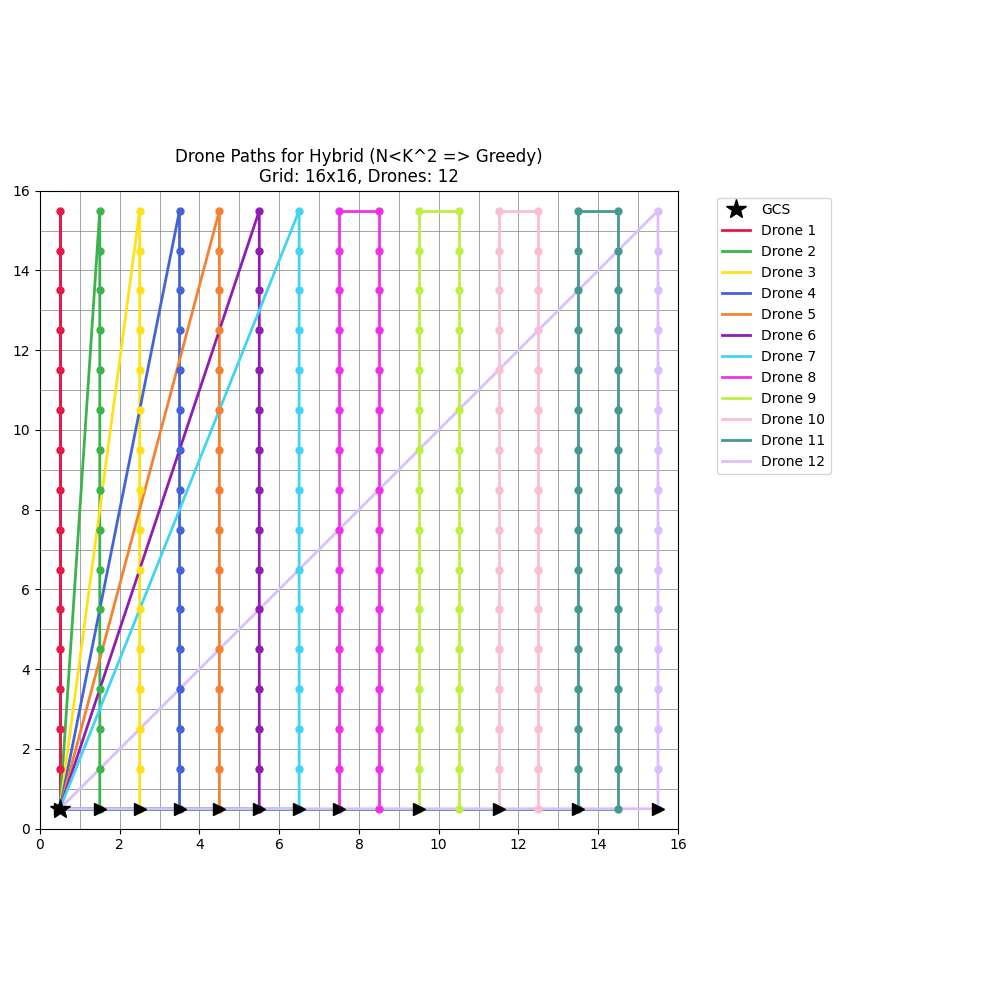 Drone Paths for Hybrid (N<K^2 => Greedy)
Grid: 16x16, Drones: 12
16
14
12
10
8
6
4
2
0
0 2 4 6 8 10 12 14 16
GCS
Drone 1
Drone 2
Drone 3
Drone 4
Drone 5
Drone 6
Drone 7
Drone 8
Drone 9
Drone 10
Drone 11
Drone 12